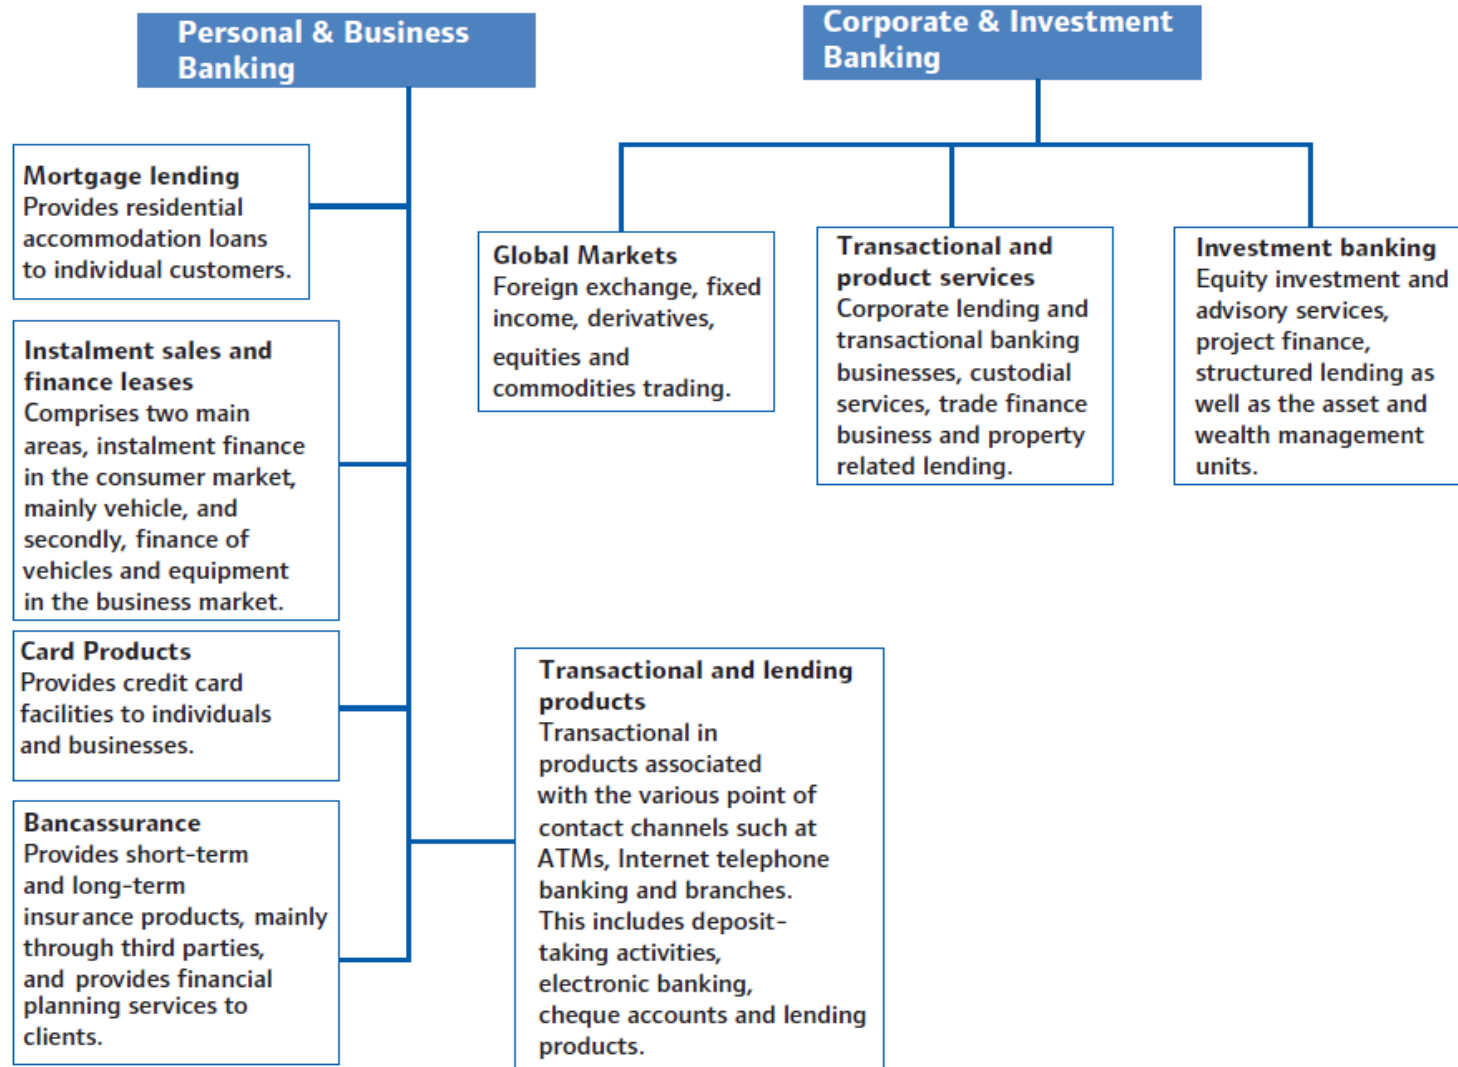 Personal & Business
Banking
Corporate & Investment
Banking
Mortgage lending
Provides residential
accommodation loans
to individual customers.
Instalment sales and
finance leases
Comprises two main
areas, instalment finance
in the consumer market,
mainly vehicle, and
secondly, finance of
vehicles and equipment
in the business market.
Card Products
Provides credit card
facilities to individuals
and businesses.
Bancassurance
Provides short-term
and long-term
insurance products, mainly
through third parties,
and provides financial
planning services to
clients.
Transactional and lending
products
Transactional in
products associated
with the various point of
contact channels such at
ATMs, Internet telephone
banking and branches.
This includes deposit-
taking activities,
electronic banking,
cheque accounts and lending
products.
Global Markets
Foreign exchange, fixed
income, derivatives,
equities and
commodities trading.
Transactional and
product services
Corporate lending and
transactional banking
businesses, custodial
services, trade finance
business and property
related lending.
Investment banking
Equity investment and
advisory services,
project finance,
structured lending as
well as the asset and
wealth management
units.